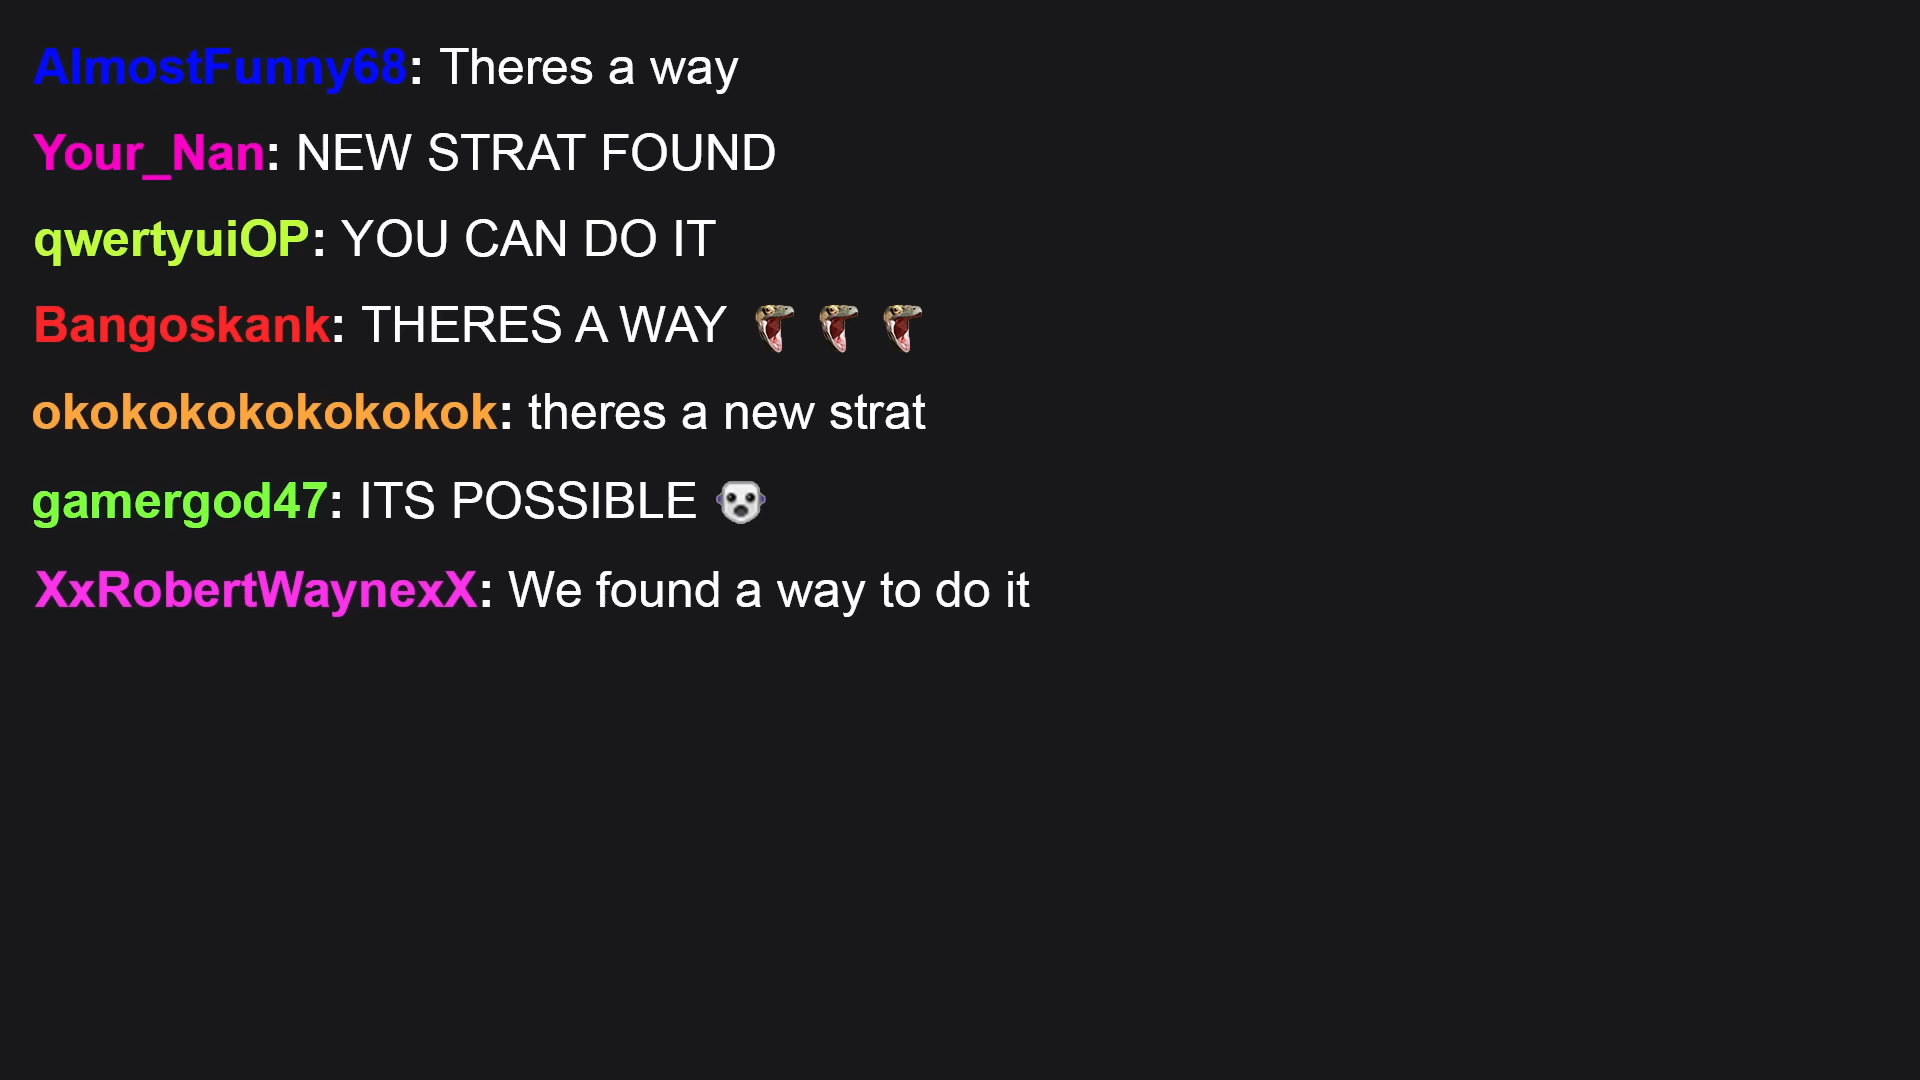 AlmostFunny68: Theres a way
Your_Nan: NEW STRAT FOUND
qwertyuiOP: YOU CAN DO IT
Bangoskank: THERES A WAY
okokokokokokokok: theres a new strat
gamergod47: ITS POSSIBLE
XxRobertWaynexX: We found a way to do it